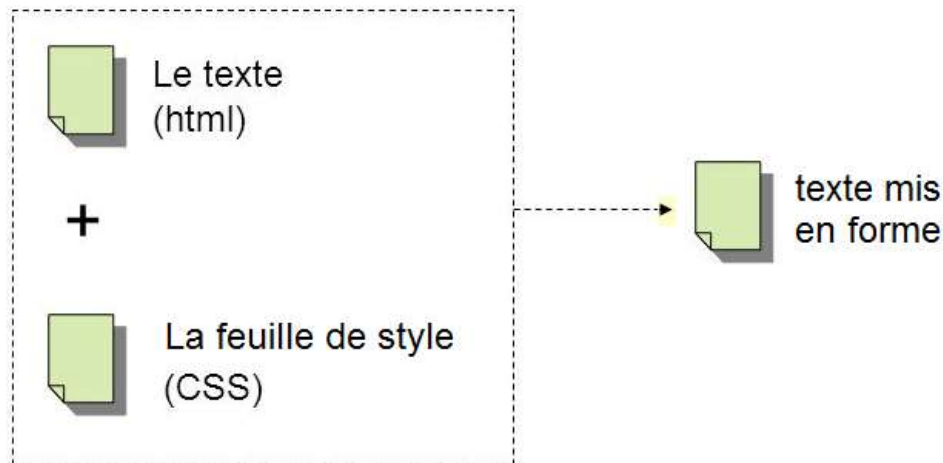 Le texte
(html)
+
La feuille de style
(CSS)
texte mis
en forme